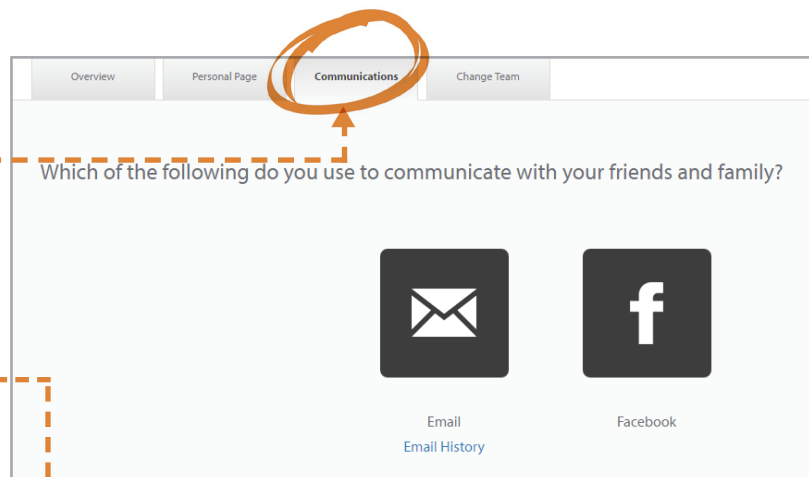 Overview Personal Page Communications Change Team
Which of the following do you use to communicate with your friends and family?
Email Facebook
Email History